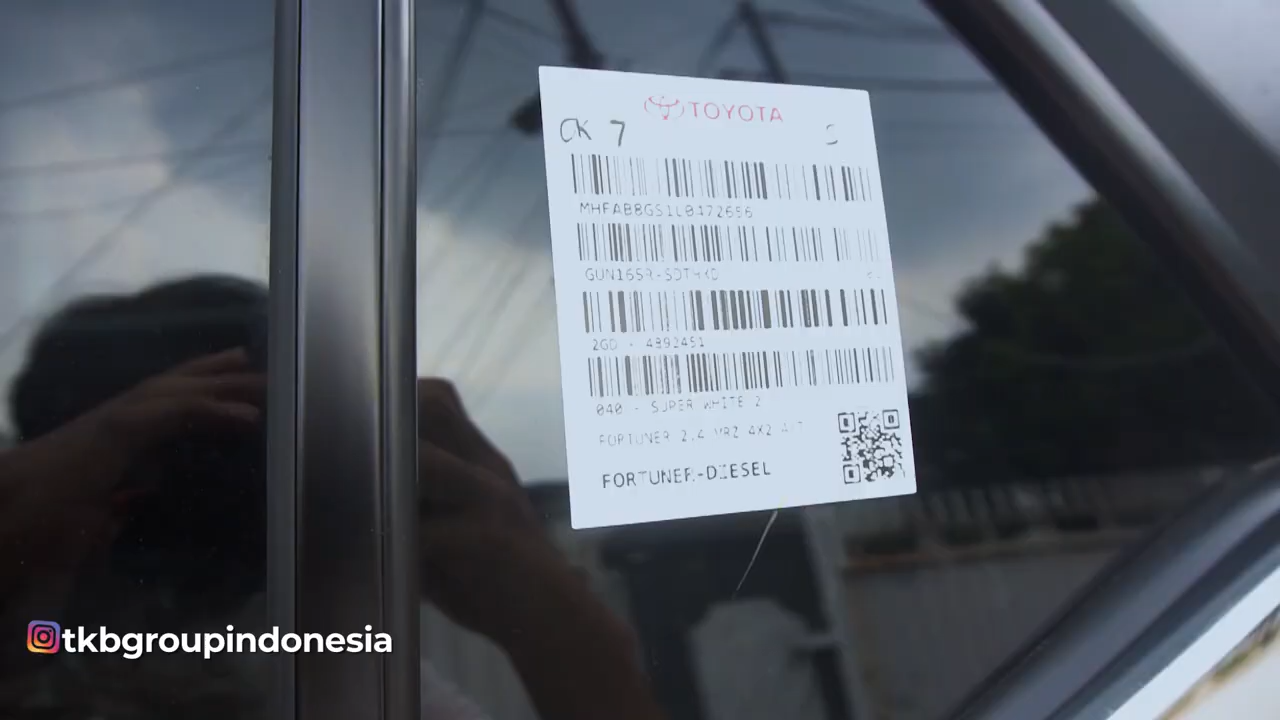 TOYOTA
CK 7
MHFAB8GS1L0472656
GUN165R-SDTHXD
2GD - 4892451
040 - SUPER WHITE 2
FORTUNER 2.4 VRZ 4X2 A/T
FORTUNER-DIESEL
tkbgroupindonesia